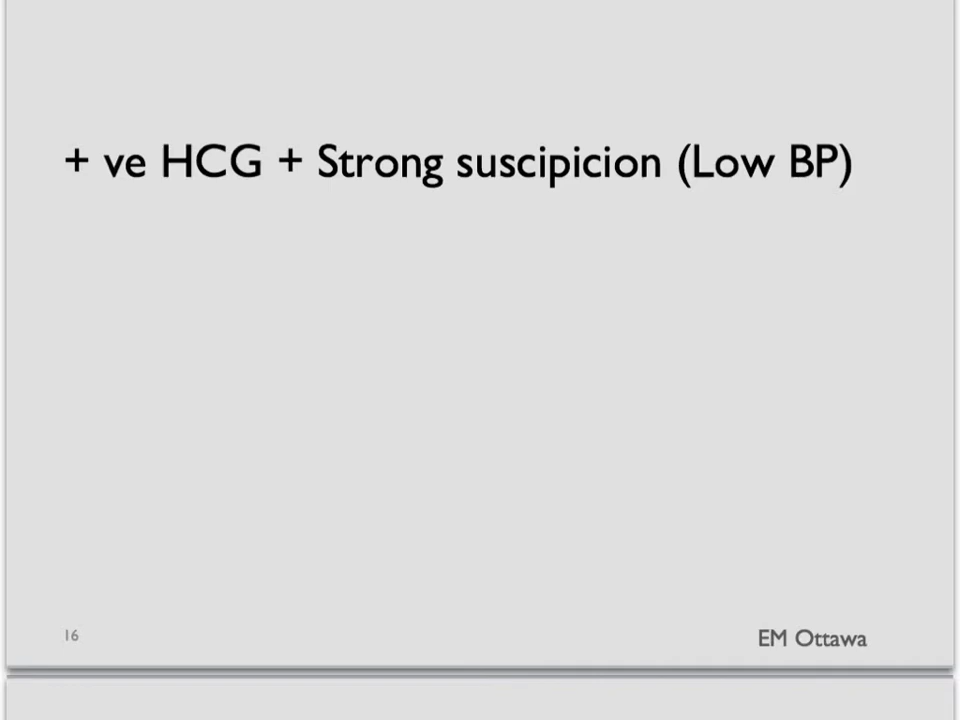 + ve HCG + Strong suscipicion (Low BP)
16
EM Ottawa